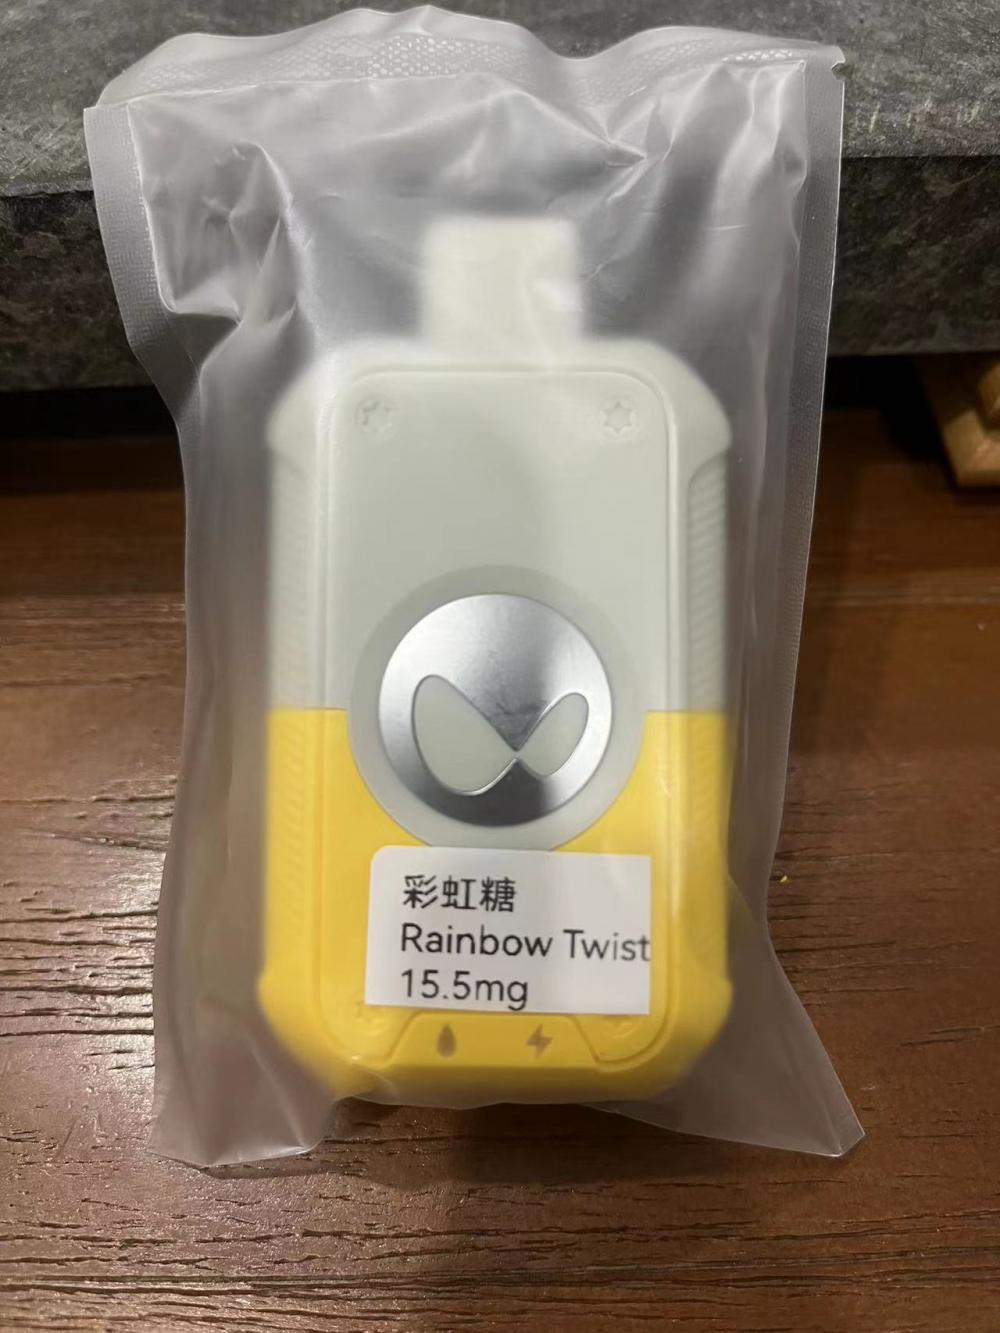 彩虹糖
Rainbow Twist
15.5mg